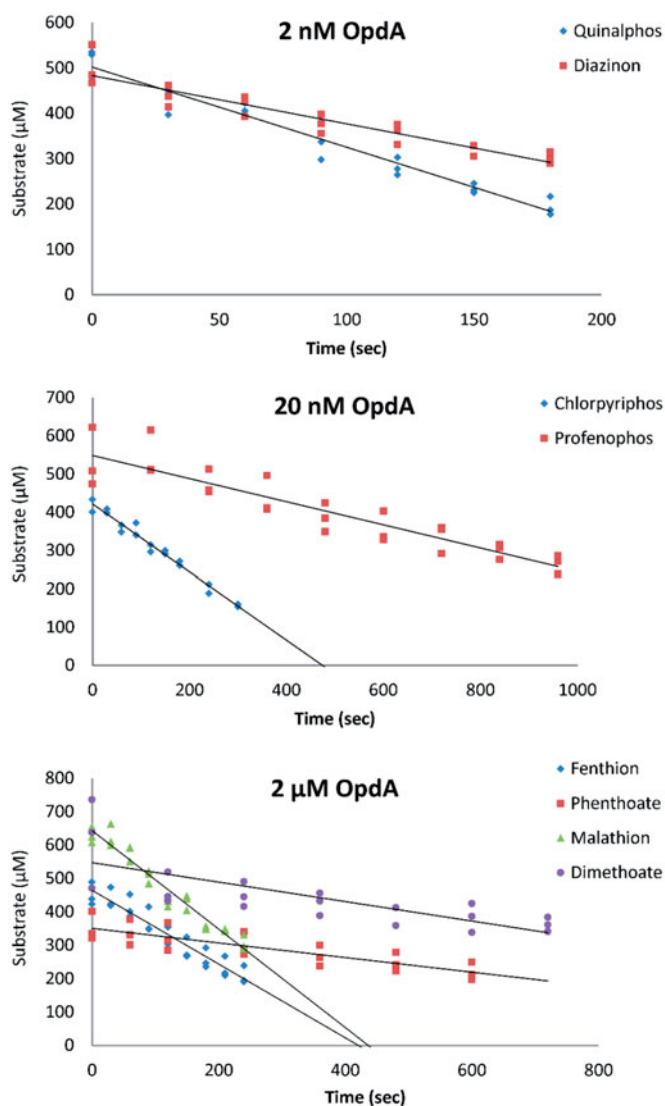 2 nM OpdA
Quinalphos
Diazinon
Substrate (µM)
600
500
400
300
200
100
0
0 50 100 150 200
Time (sec)
20 nM OpdA
Chlorpyriphos
Profenophos
Substrate (µM)
700
600
500
400
300
200
100
0
0 200 400 600 800 1000
Time (sec)
2 µM OpdA
Fenthion
Phenthoate
Malathion
Dimethoate
Substrate (µM)
800
700
600
500
400
300
200
100
0
0 200 400 600 800
Time (sec)